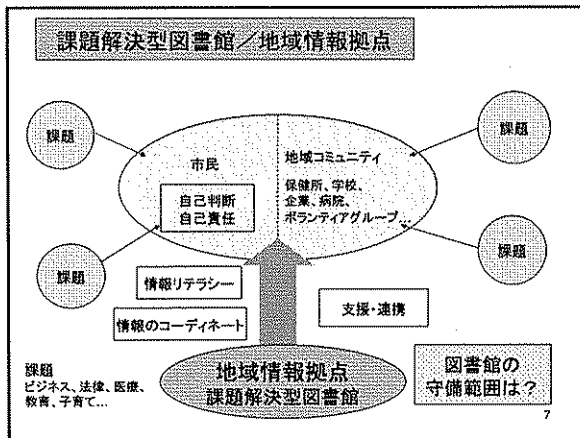 課題解決型図書館／地域情報拠点
課題
課題
市民
地域コミュニティ
保健所、学校、
企業、病院、
ボランティアグループ...
自己判断
自己責任
課題
課題
情報リテラシー
情報のコーディネート
支援・連携
課題
ビジネス、法律、医療、
教育、子育て...
地域情報拠点
課題解決型図書館
図書館の
守備範囲は？
7